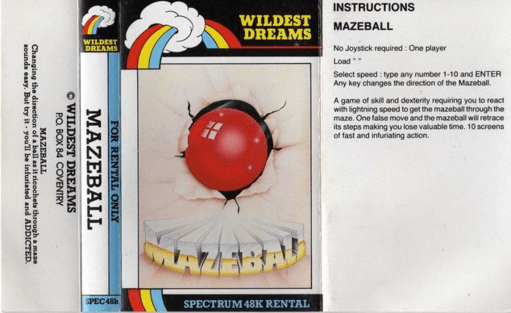 MAZEBALL
Changing the direction of a ball as it ricochets through a maze
sounds easy. But try it - you'll be infuriated and ADDICTED.
WILDEST
DREAMS
FOR RENTAL ONLY
MAZEBALL
© WILDEST DREAMS
P.O. BOX 84 COVENTRY
SPEC 48k
WILDEST
DREAMS
MAZEBALL
SPECTRUM 48K RENTAL
INSTRUCTIONS
MAZEBALL
No Joystick required : One player
Load " "
Select speed : type any number 1-10 and ENTER
Any key changes the direction of the Mazeball.
A game of skill and dexterity requiring you to react
with lightning speed to get the mazeball through the
maze. One false move and the mazeball will retrace
its steps making you lose valuable time. 10 screens
of fast and infuriating action.